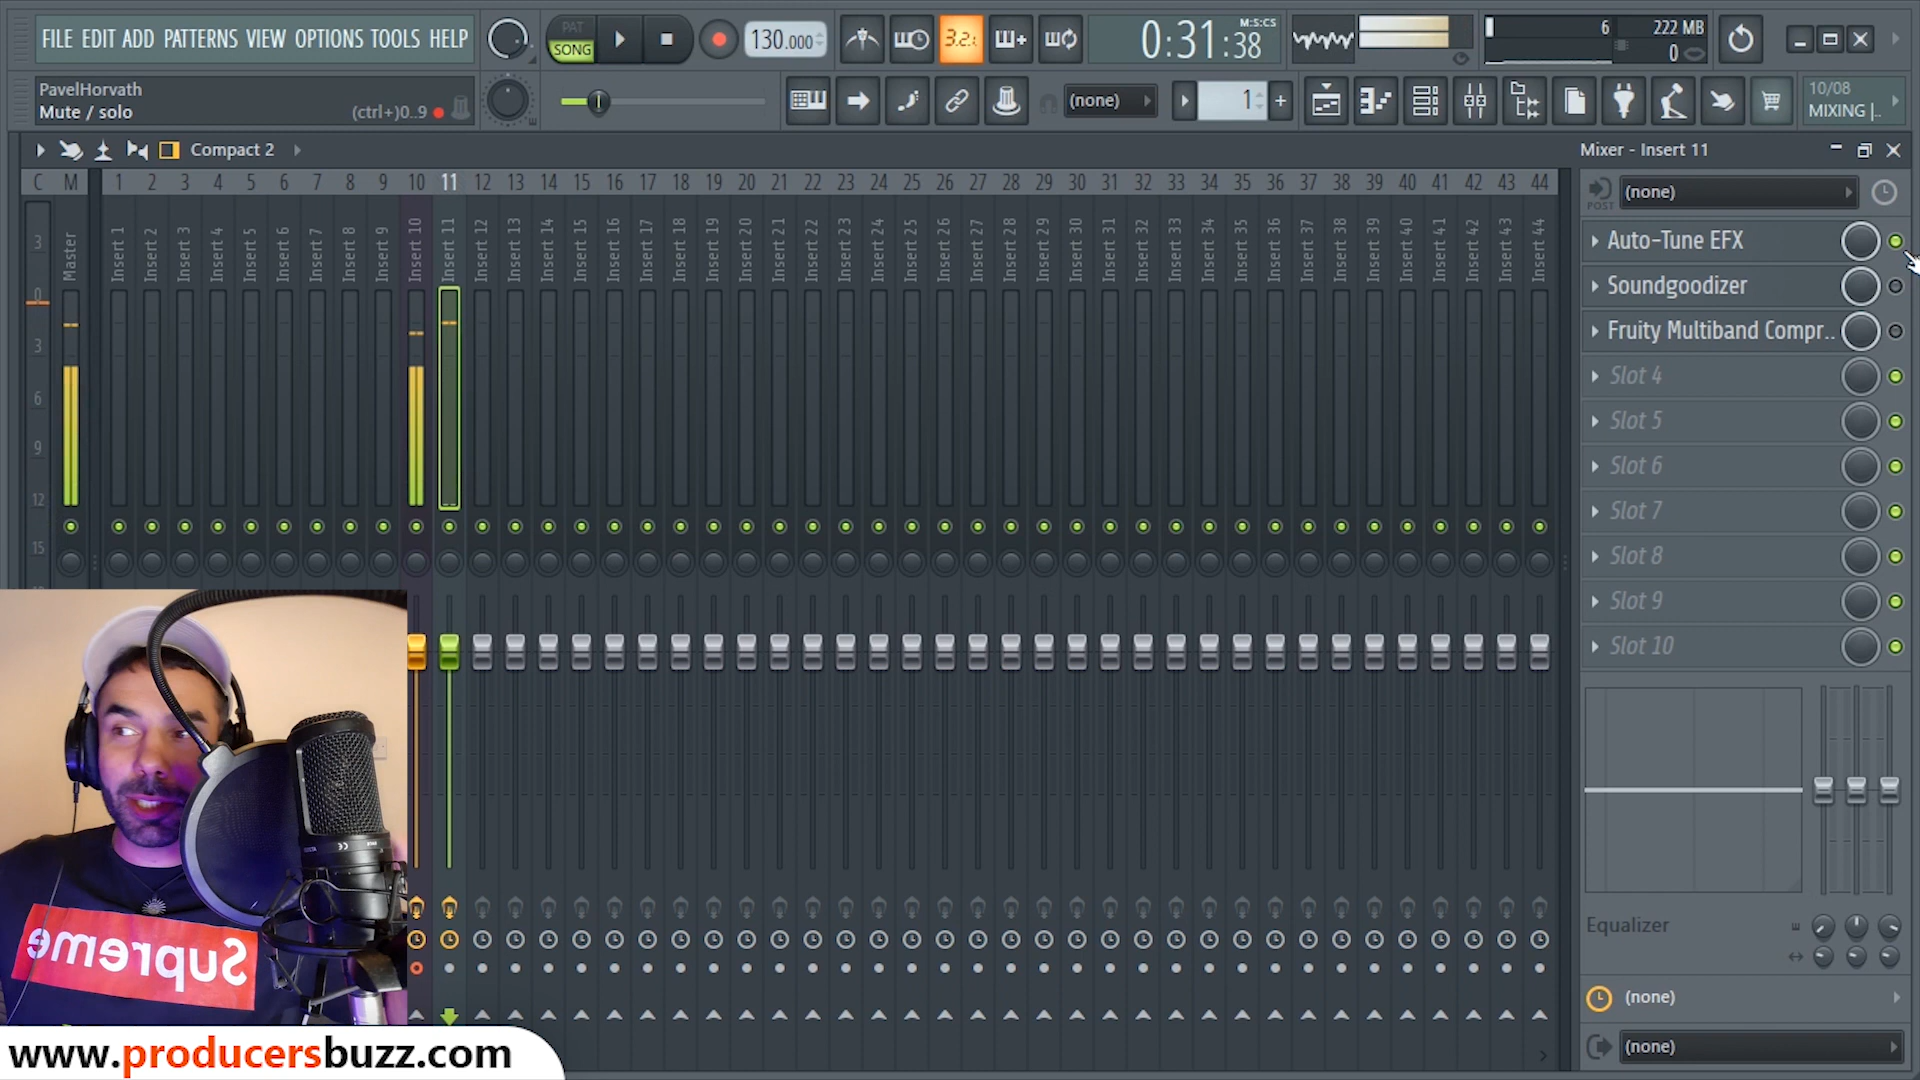 FILE EDIT ADD PATTERNS VIEW OPTIONS TOOLS HELP
PAT
SONG
130.000
3.2.
0:31:38
M:S:CS
6
222 MB
0
PavelHorvath
Mute / solo
(ctrl+)0..9
(none)
1
10/08
MIXING |..
Compact 2
Mixer - Insert 11
C M 1 2 3 4 5 6 7 8 9 10 11 12 13 14 15 16 17 18 19 20 21 22 23 24 25 26 27 28 29 30 31 32 33 34 35 36 37 38 39 40 41 42 43 44
Master
Insert 1
Insert 2
Insert 3
Insert 4
Insert 5
Insert 6
Insert 7
Insert 8
Insert 9
Insert 10
Insert 11
Insert 12
Insert 13
Insert 14
Insert 15
Insert 16
Insert 17
Insert 18
Insert 19
Insert 20
Insert 21
Insert 22
Insert 23
Insert 24
Insert 25
Insert 26
Insert 27
Insert 28
Insert 29
Insert 30
Insert 31
Insert 32
Insert 33
Insert 34
Insert 35
Insert 36
Insert 37
Insert 38
Insert 39
Insert 40
Insert 41
Insert 42
Insert 43
Insert 44
3
0
3
6
9
12
15
POST
(none)
Auto-Tune EFX
Soundgoodizer
Fruity Multiband Compr..
Slot 4
Slot 5
Slot 6
Slot 7
Slot 8
Slot 9
Slot 10
Equalizer
(none)
(none)
Supreme
www.producersbuzz.com